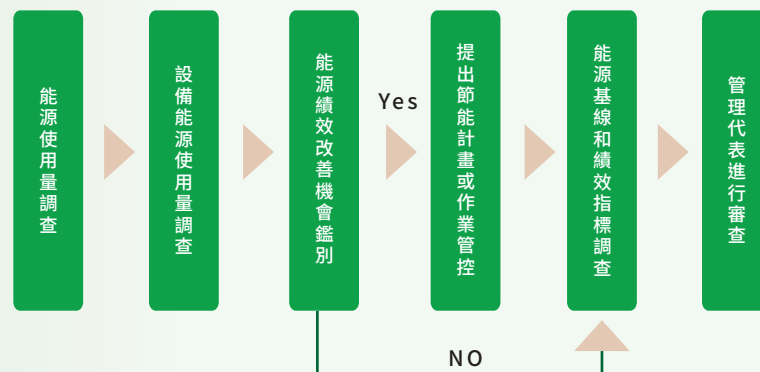 能源使用量調查
設備能源使用量調查
能源績效改善機會鑑別
Yes
提出節能計畫或作業管控
能源基線和績效指標調查
管理代表進行審查
NO